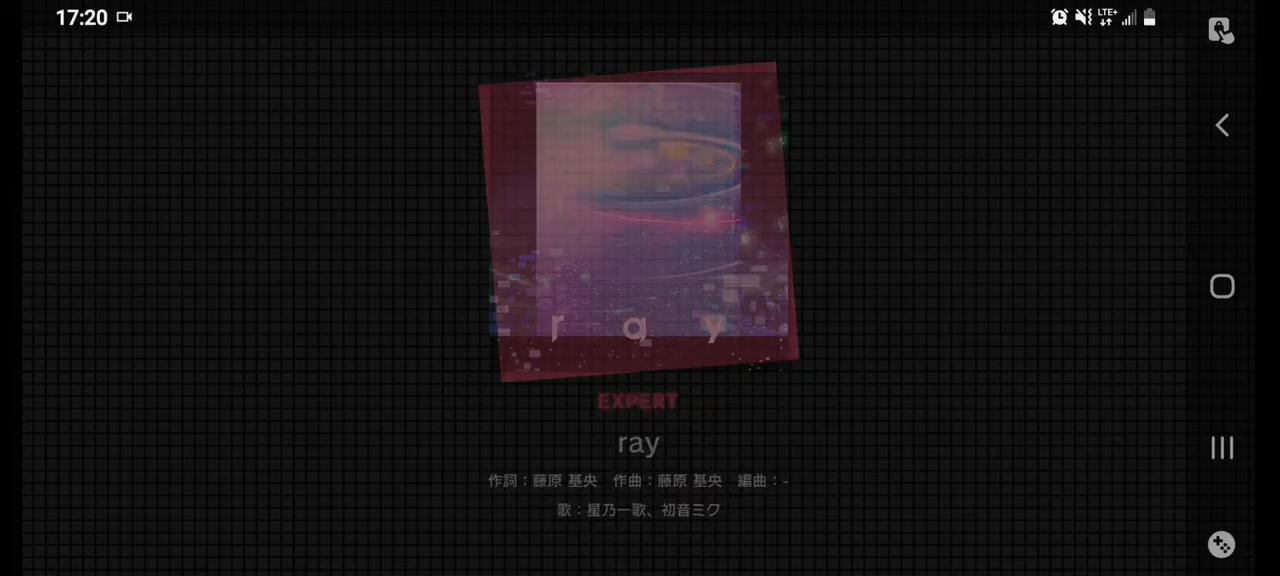 17:20
LTE+
r a y
EXPERT
ray
作詞：藤原 基央 作曲：藤原 基央 編曲：-
歌：星乃一歌、初音ミク